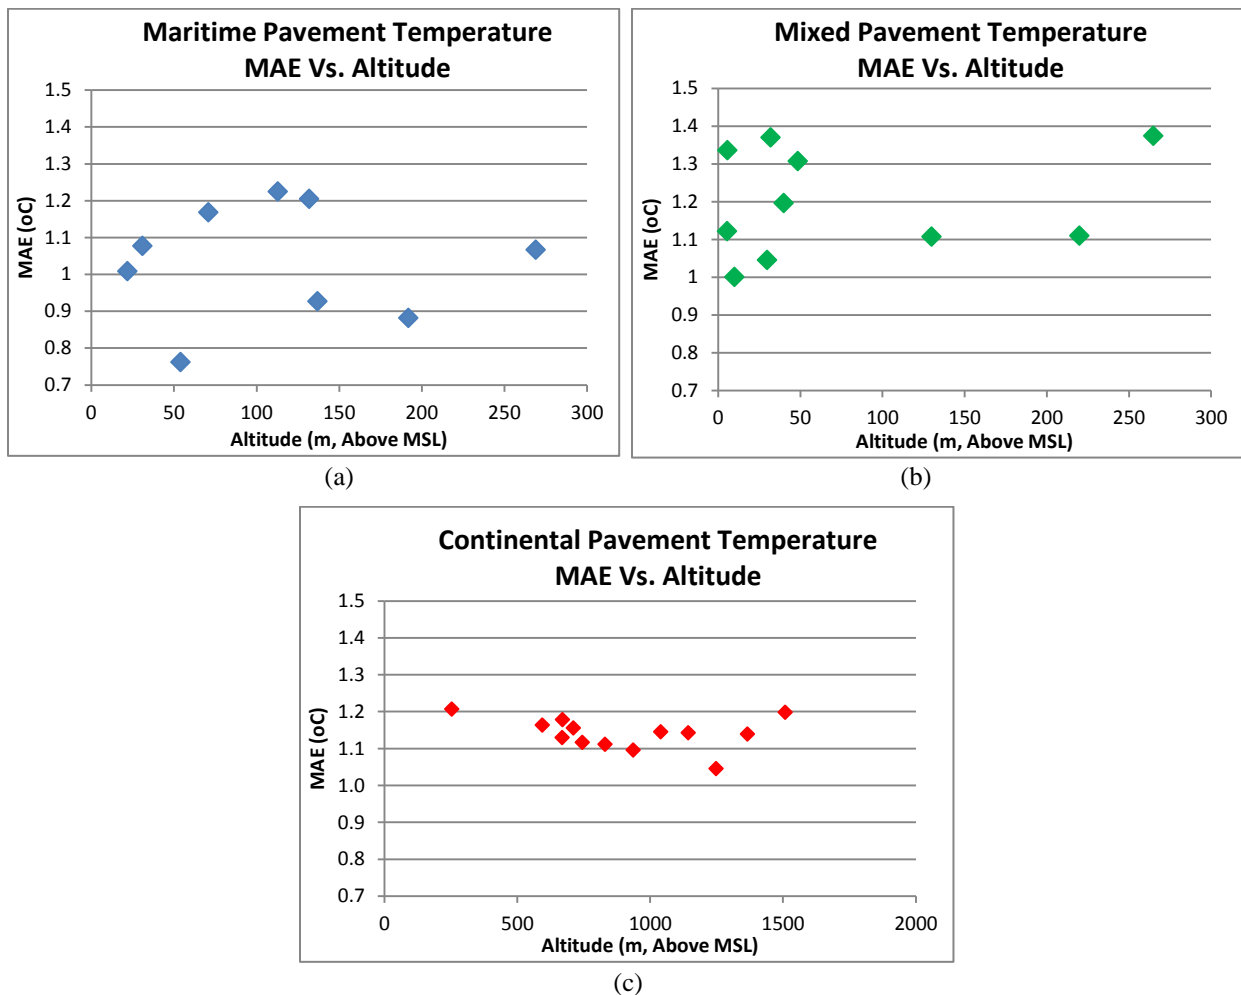 Maritime Pavement Temperature
MAE Vs. Altitude
1.5
1.4
1.3
1.2
1.1
1
0.9
0.8
0.7
MAE (oC)
0 50 100 150 200 250 300
Altitude (m, Above MSL)
(a)
Mixed Pavement Temperature
MAE Vs. Altitude
1.5
1.4
1.3
1.2
1.1
1
0.9
0.8
0.7
MAE (oC)
0 50 100 150 200 250 300
Altitude (m, Above MSL)
(b)
Continental Pavement Temperature
MAE Vs. Altitude
1.5
1.4
1.3
1.2
1.1
1.0
0.9
0.8
0.7
MAE (oC)
0 500 1000 1500 2000
Altitude (m, Above MSL)
(c)